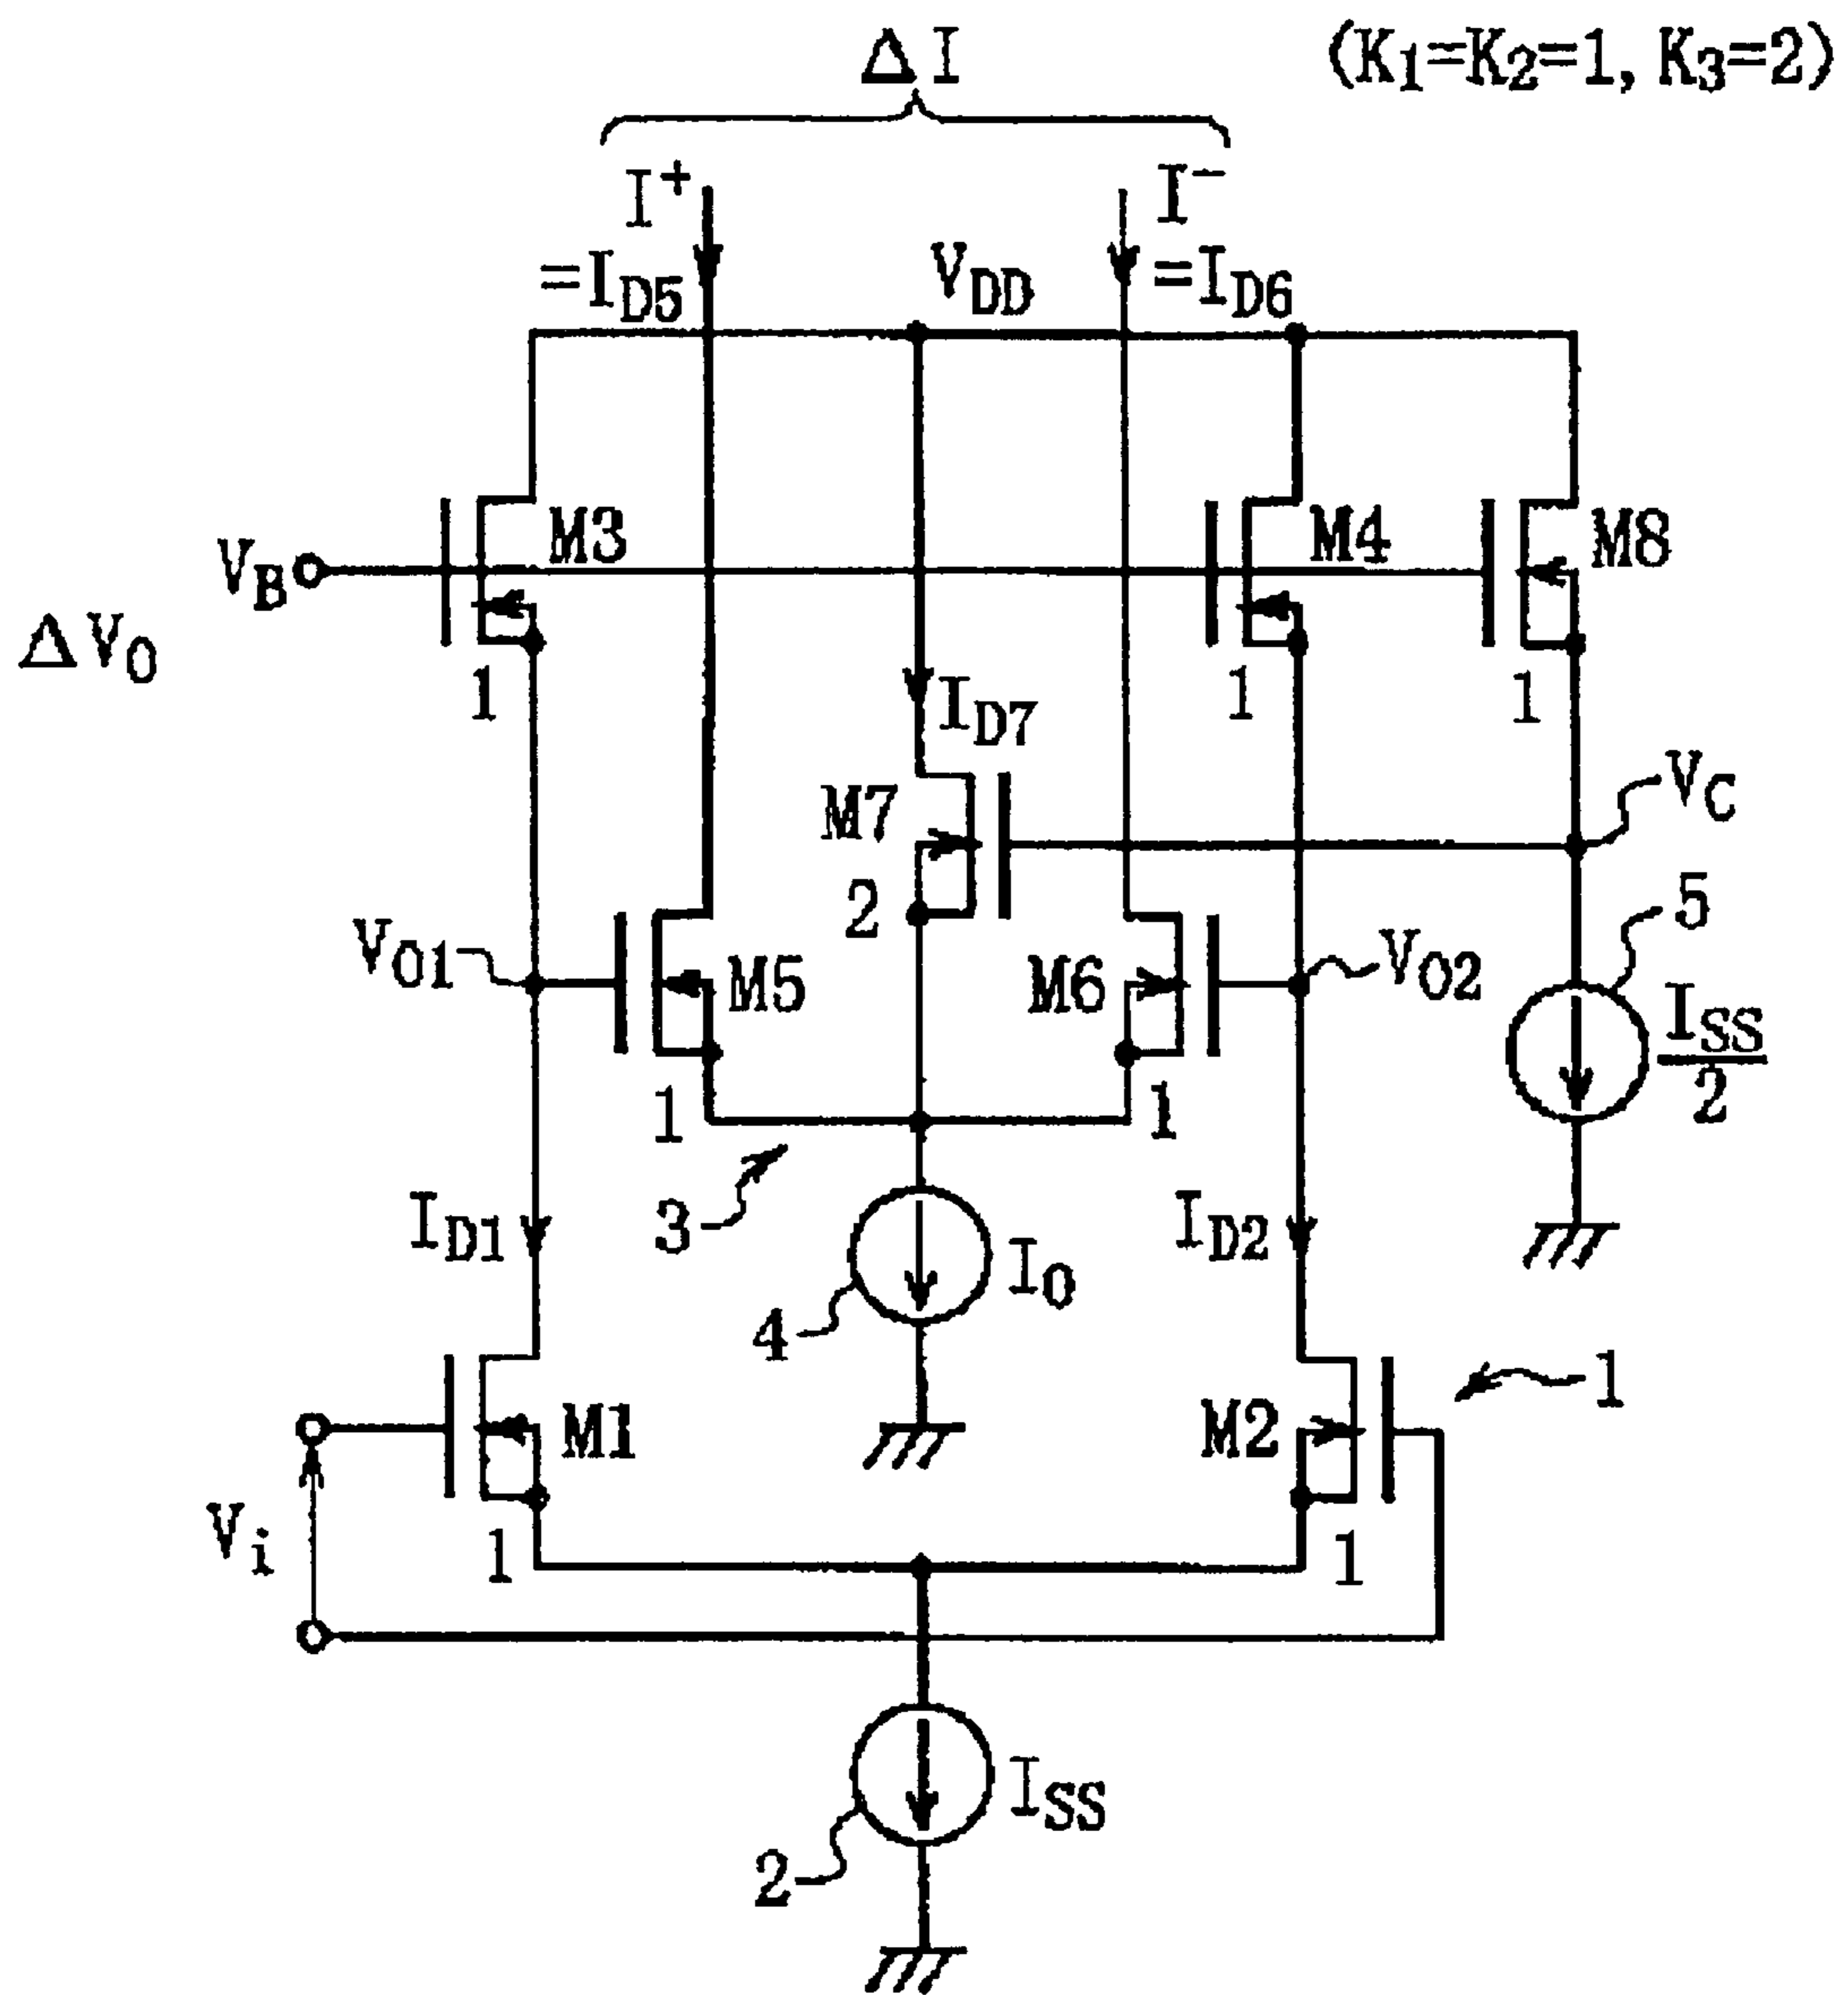 ΔI
(K1=K2=1, K3=2)
I+
=ID5
I−
=ID6
VDD
M3
M4
M8
VB
ΔVO
1
1
1
ID7
M7
2
VC
VO1
M5
M6
VO2
5
ISS/2
1
1
3
ID1
ID2
IO
4
1
M1
M2
Vi
1
1
ISS
2